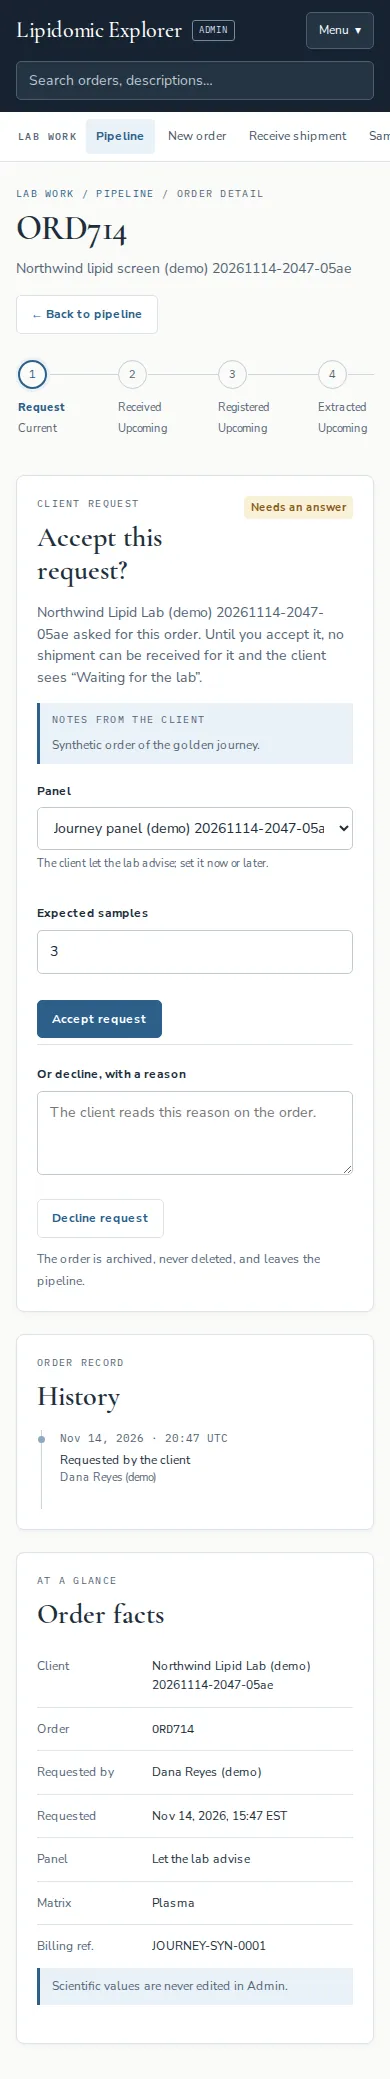 Lipidomic Explorer ADMIN Menu ▾
Search orders, descriptions...
LAB WORK Pipeline New order Receive shipment Sam
LAB WORK / PIPELINE / ORDER DETAIL
ORD714
Northwind lipid screen (demo) 20261114-2047-05ae
← Back to pipeline
1 2 3 4
Request Received Registered Extracted
Current Upcoming Upcoming Upcoming
CLIENT REQUEST Needs an answer
Accept this
request?
Northwind Lipid Lab (demo) 20261114-2047-
05ae asked for this order. Until you accept it, no
shipment can be received for it and the client
sees “Waiting for the lab”.
NOTES FROM THE CLIENT
Synthetic order of the golden journey.
Panel
Journey panel (demo) 20261114-2047-05a
The client let the lab advise; set it now or later.
Expected samples
3
Accept request
Or decline, with a reason
The client reads this reason on the order.
Decline request
The order is archived, never deleted, and leaves the
pipeline.
ORDER RECORD
History
Nov 14, 2026 · 20:47 UTC
Requested by the client
Dana Reyes (demo)
AT A GLANCE
Order facts
Client Northwind Lipid Lab (demo)
20261114-2047-05ae
Order ORD714
Requested by Dana Reyes (demo)
Requested Nov 14, 2026, 15:47 EST
Panel Let the lab advise
Matrix Plasma
Billing ref. JOURNEY-SYN-0001
Scientific values are never edited in Admin.